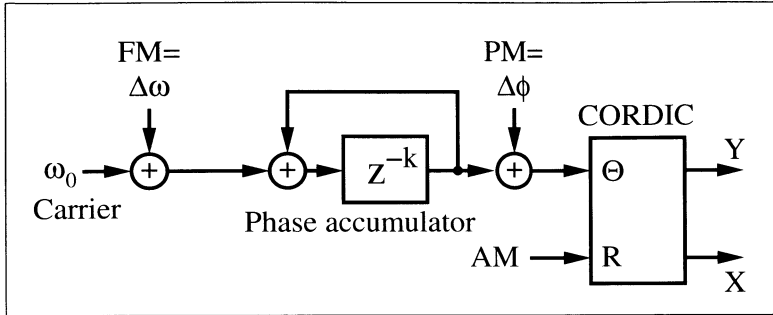 FM=
Δω
PM=
Δϕ
CORDIC
ω₀
+
+
z⁻ᵏ
+
Θ
Y
Carrier
Phase accumulator
AM
R
X